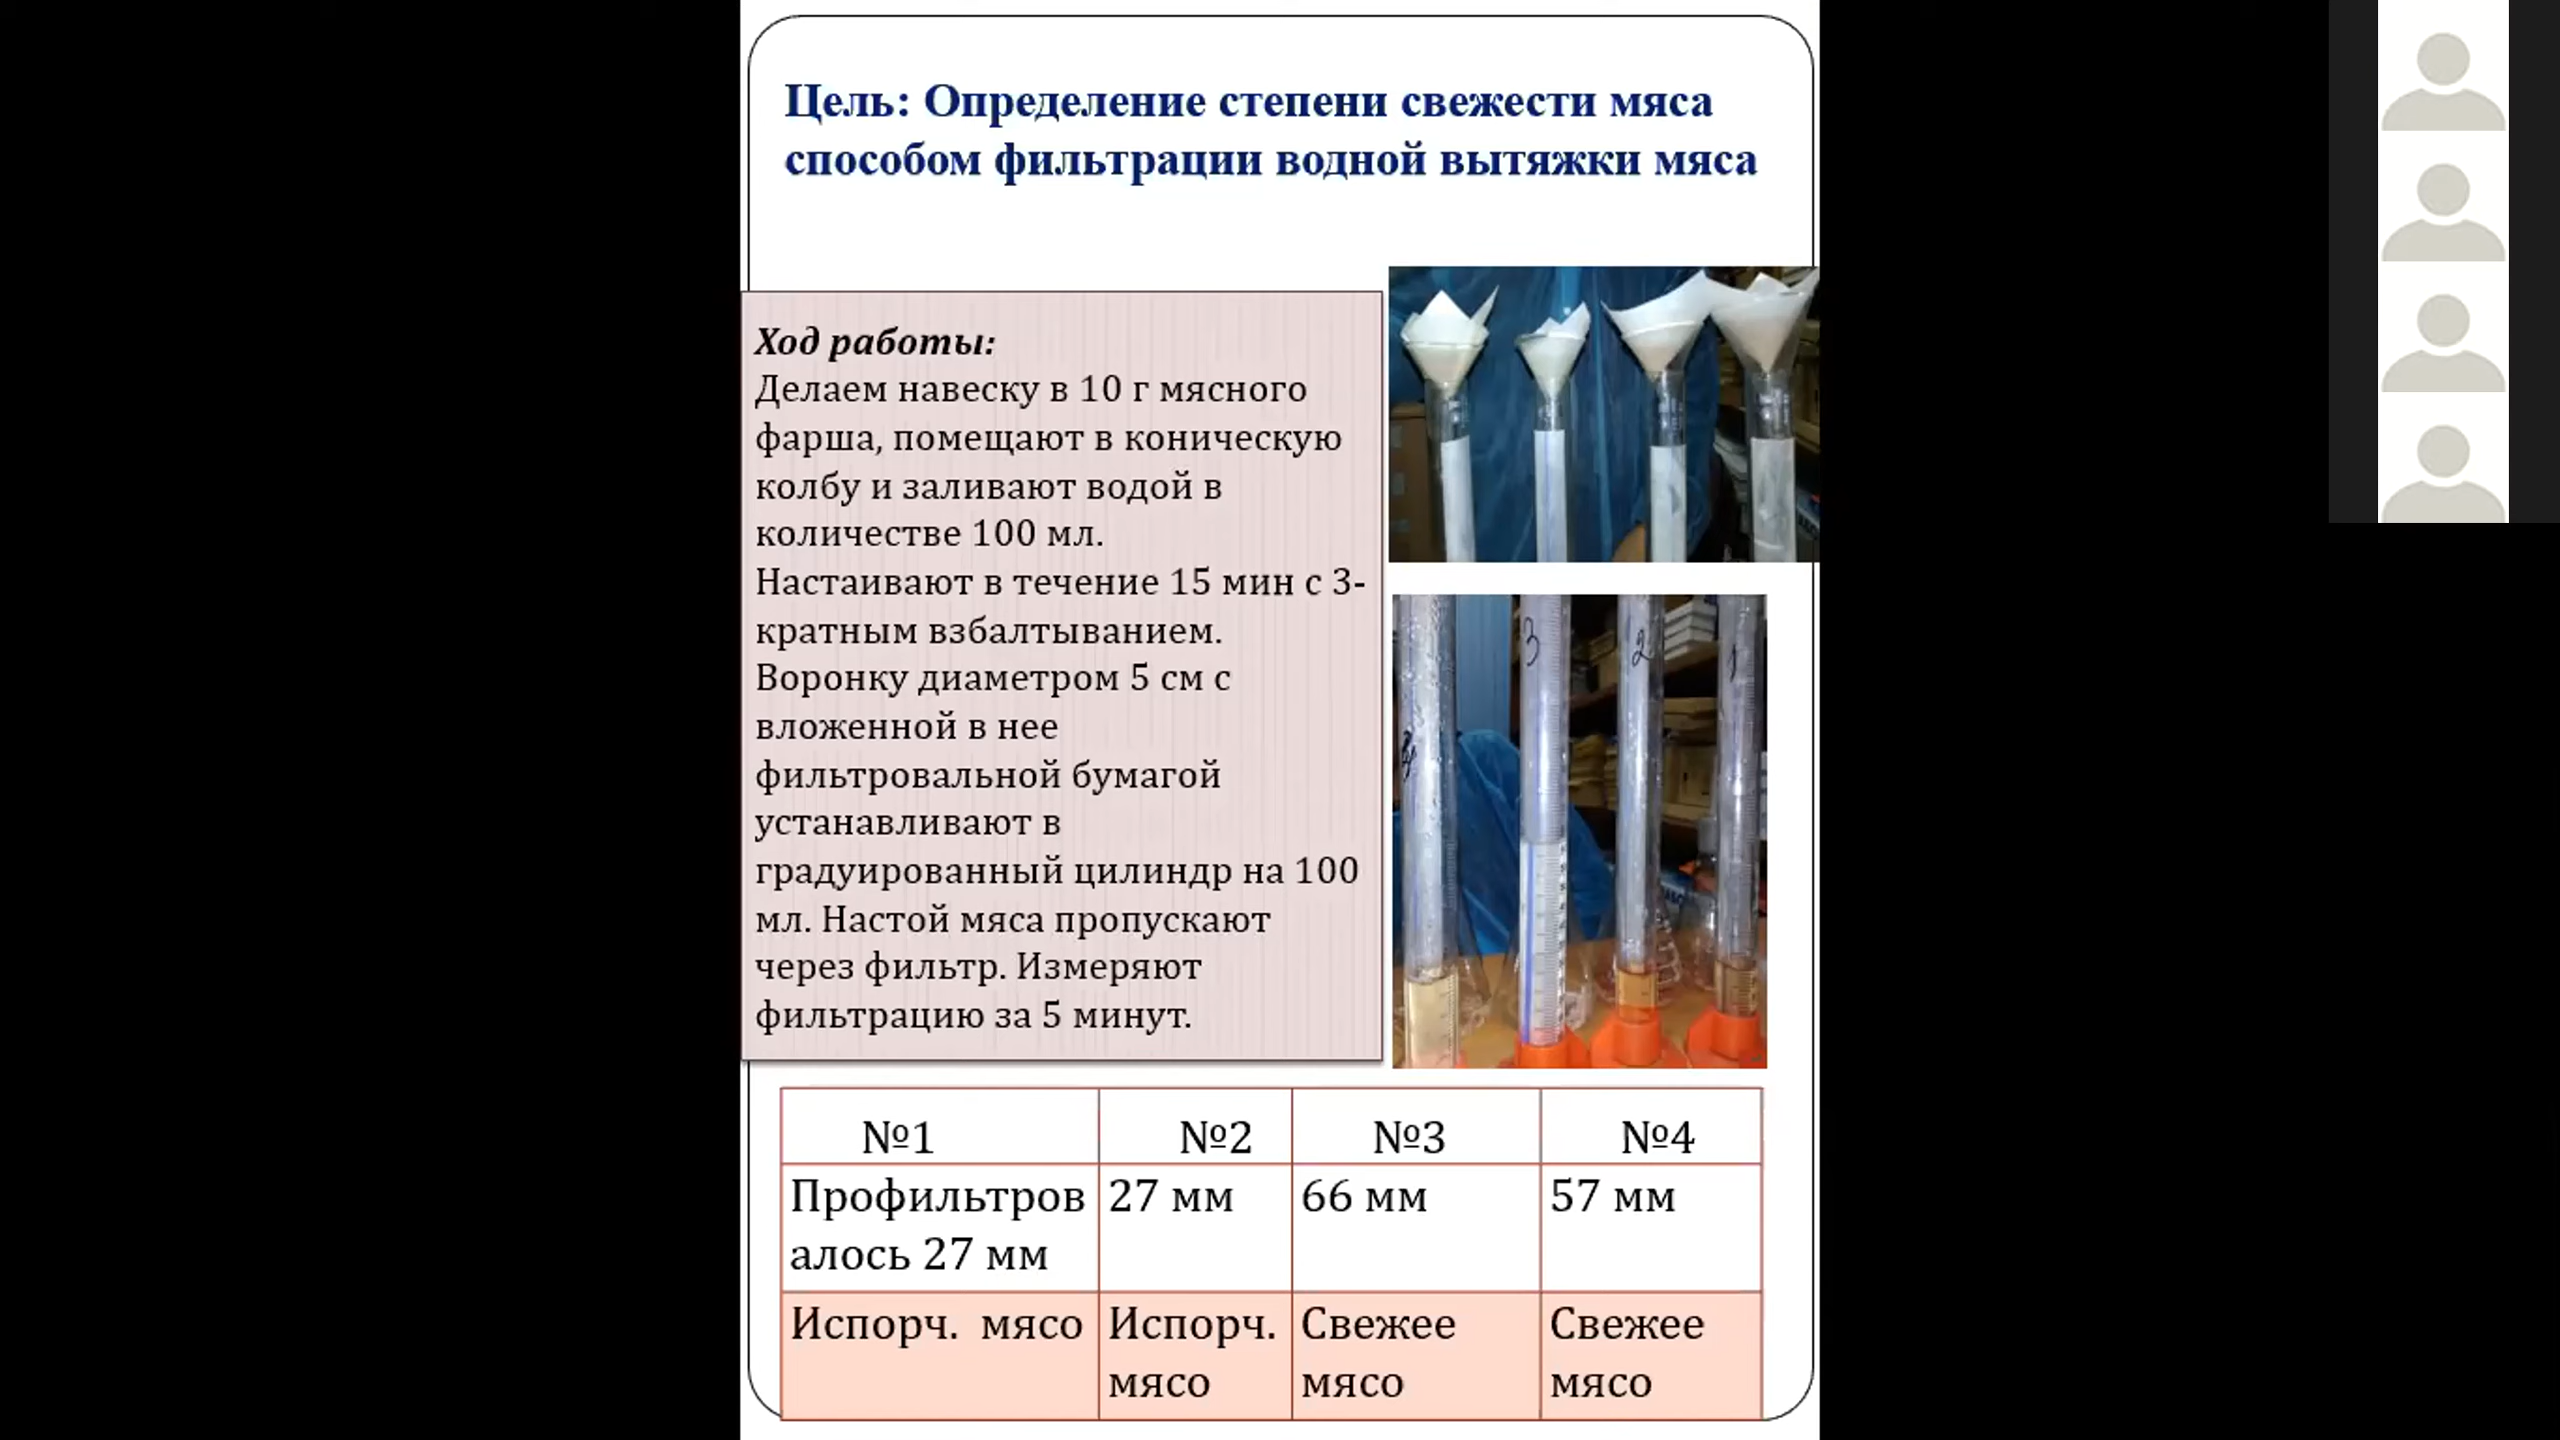 Цель: Определение степени свежести мяса
способом фильтрации водной вытяжки мяса
Ход работы:
Делаем навеску в 10 г мясного
фарша, помещают в коническую
колбу и заливают водой в
количестве 100 мл.
Настаивают в течение 15 мин с 3-
кратным взбалтыванием.
Воронку диаметром 5 см с
вложенной в нее
фильтровальной бумагой
устанавливают в
градуированный цилиндр на 100
мл. Настой мяса пропускают
через фильтр. Измеряют
фильтрацию за 5 минут.
4
3
2
1
№1
№2
№3
№4
Профильтров
алось 27 мм
27 мм
66 мм
57 мм
Испорч.  мясо
Испорч.
мясо
Свежее
мясо
Свежее
мясо